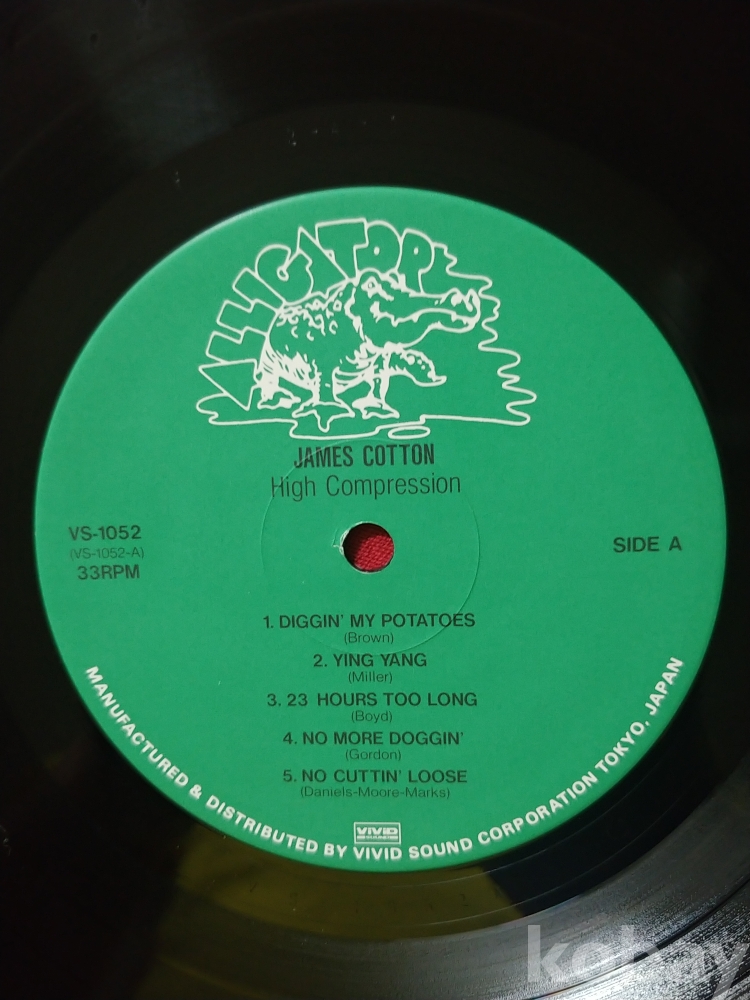 ALLIGATOR
JAMES COTTON
High Compression
VS-1052
(VS-1052-A)
33RPM
SIDE A
1. DIGGIN' MY POTATOES
(Brown)
2. YING YANG
(Miller)
3. 23 HOURS TOO LONG
(Boyd)
4. NO MORE DOGGIN'
(Gordon)
5. NO CUTTIN' LOOSE
(Daniels-Moore-Marks)
VIVID
SOUND
MANUFACTURED & DISTRIBUTED BY VIVID SOUND CORPORATION TOKYO, JAPAN
kebay